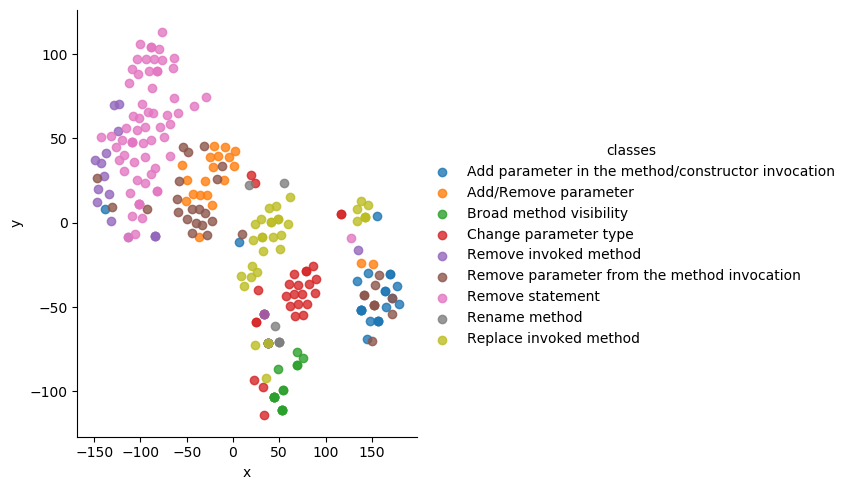 100
50
0
−50
−100
y
−150
−100
−50
0
50
100
150
x
classes
Add parameter in the method/constructor invocation
Add/Remove parameter
Broad method visibility
Change parameter type
Remove invoked method
Remove parameter from the method invocation
Remove statement
Rename method
Replace invoked method